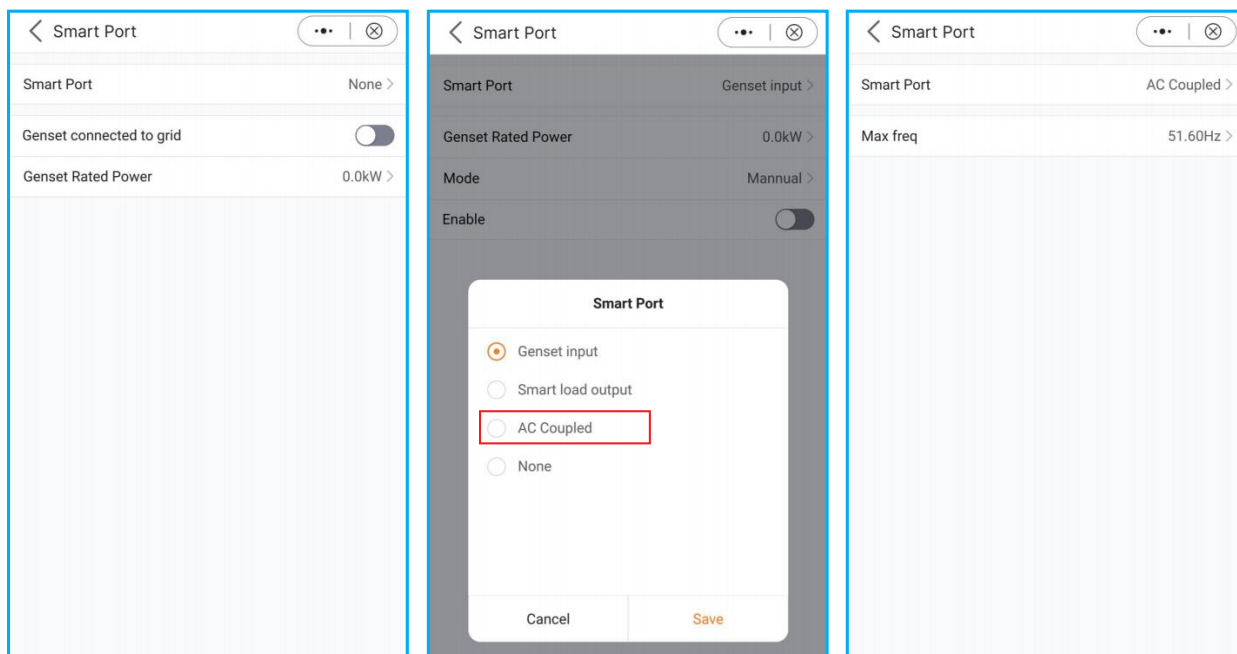 Smart Port
Smart Port None
Genset connected to grid
Genset Rated Power 0.0kW
Smart Port
Smart Port Genset input
Genset Rated Power 0.0kW
Mode Mannual
Enable
Smart Port
Genset input
Smart load output
AC Coupled
None
Cancel Save
Smart Port
Smart Port AC Coupled
Max freq 51.60Hz